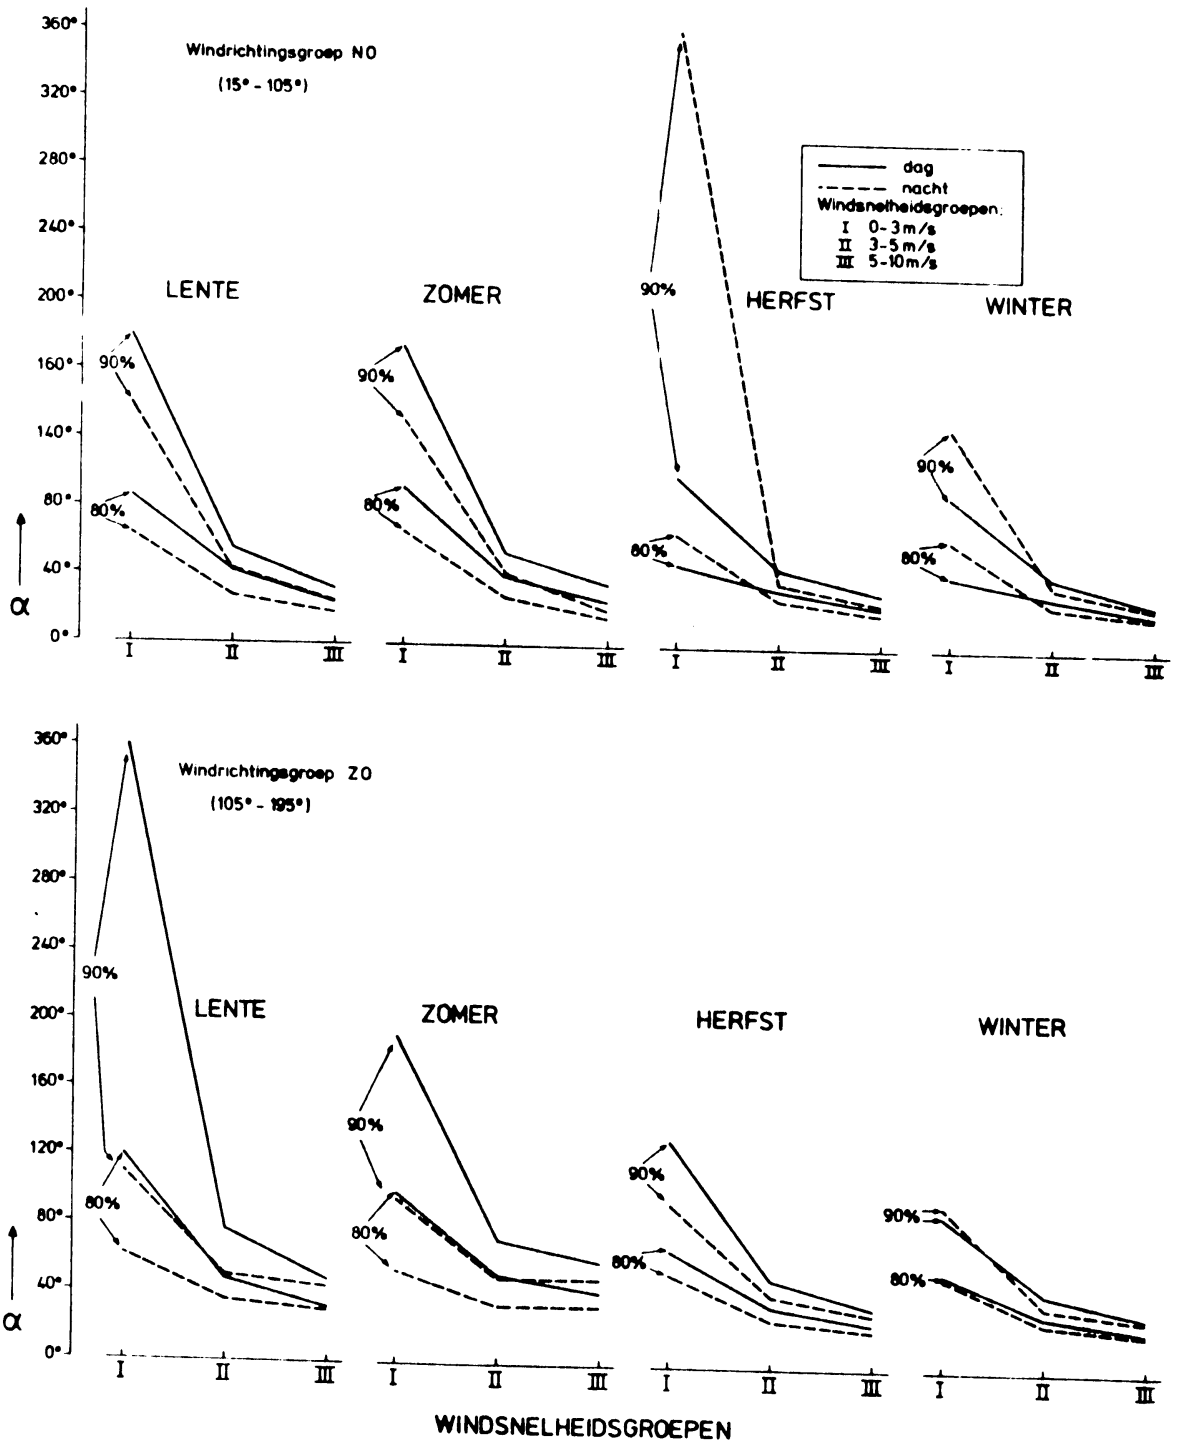 360°
320°
280°
240°
200°
160°
140°
80°
40°
0°
α
Windrichtingsgroep NO
(15° - 105°)
dag
nacht
Windsnelheidsgroepen:
I 0-3 m/s
II 3-5 m/s
III 5-10 m/s
LENTE
ZOMER
HERFST
WINTER
90%
80%
90%
80%
90%
80%
90%
80%
I II III
I II III
I II III
I II III
360°
320°
280°
240°
200°
160°
120°
80°
40°
0°
α
Windrichtingsgroep ZO
(105° - 195°)
LENTE
ZOMER
HERFST
WINTER
90%
80%
90%
80%
90%
80%
90%
80%
I II III
I II III
I II III
I II III
WINDSNELHEIDSGROEPEN